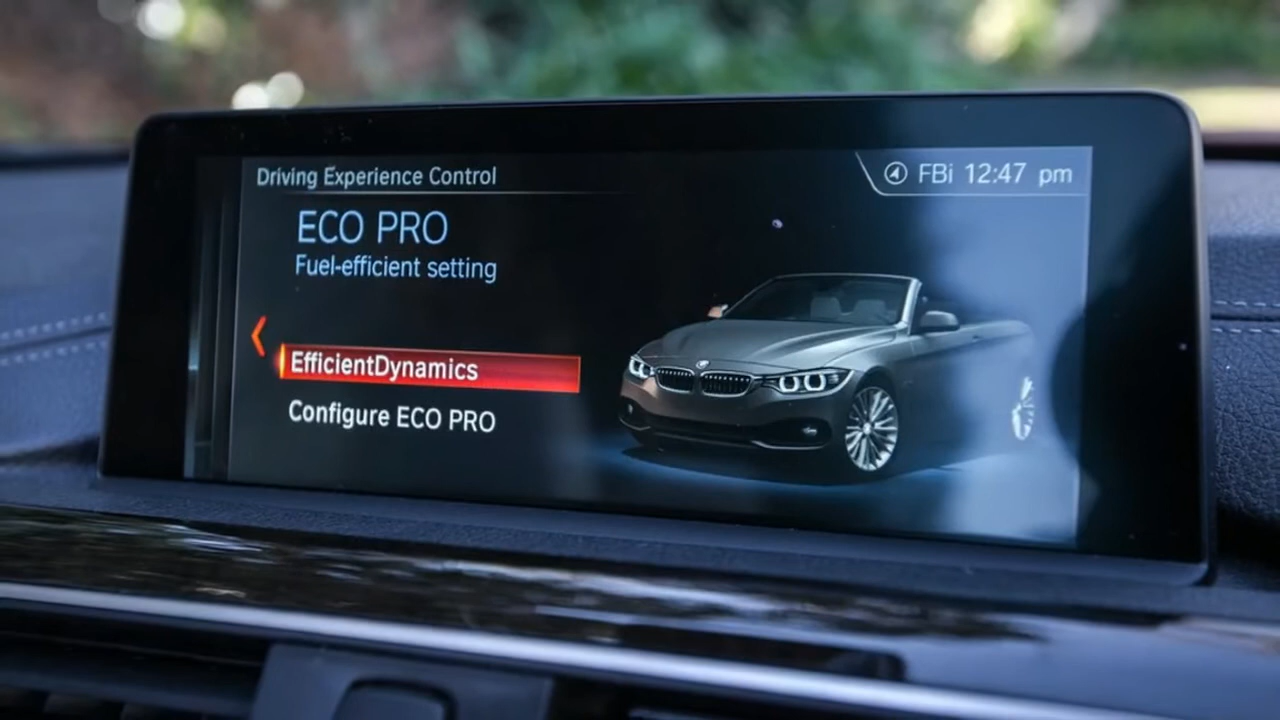 Driving Experience Control
FBi 12:47 pm
ECO PRO
Fuel-efficient setting
EfficientDynamics
Configure ECO PRO